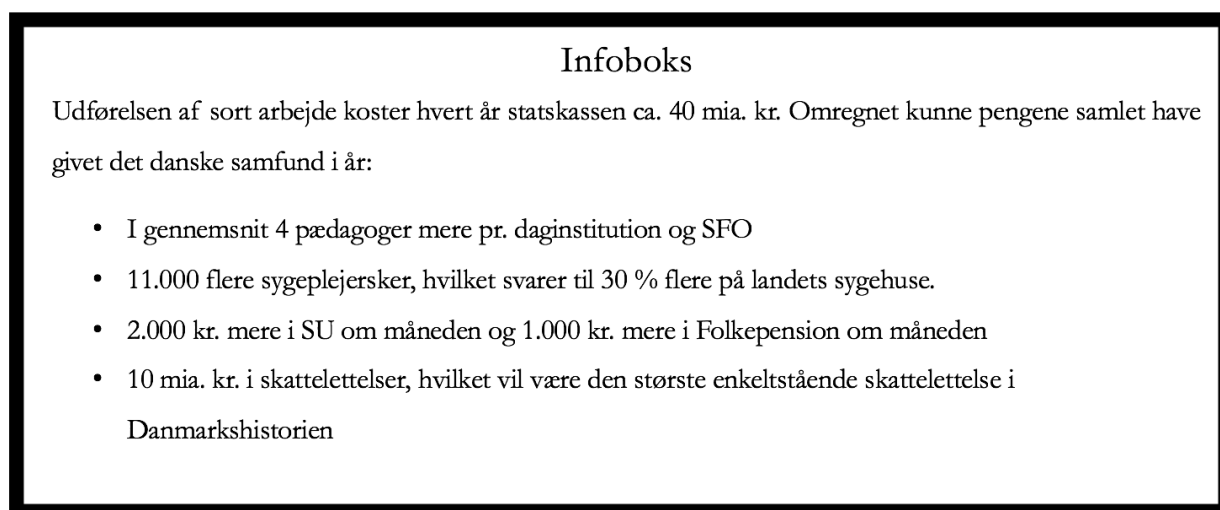 Infoboks
Udførelsen af sort arbejde koster hvert år statskassen ca. 40 mia. kr. Omregnet kunne pengene samlet have
givet det danske samfund i år:
• I gennemsnit 4 pædagoger mere pr. daginstitution og SFO
• 11.000 flere sygeplejersker, hvilket svarer til 30 % flere på landets sygehuse.
• 2.000 kr. mere i SU om måneden og 1.000 kr. mere i Folkepension om måneden
• 10 mia. kr. i skattelettelser, hvilket vil være den største enkeltstående skattelettelse i
Danmarkshistorien